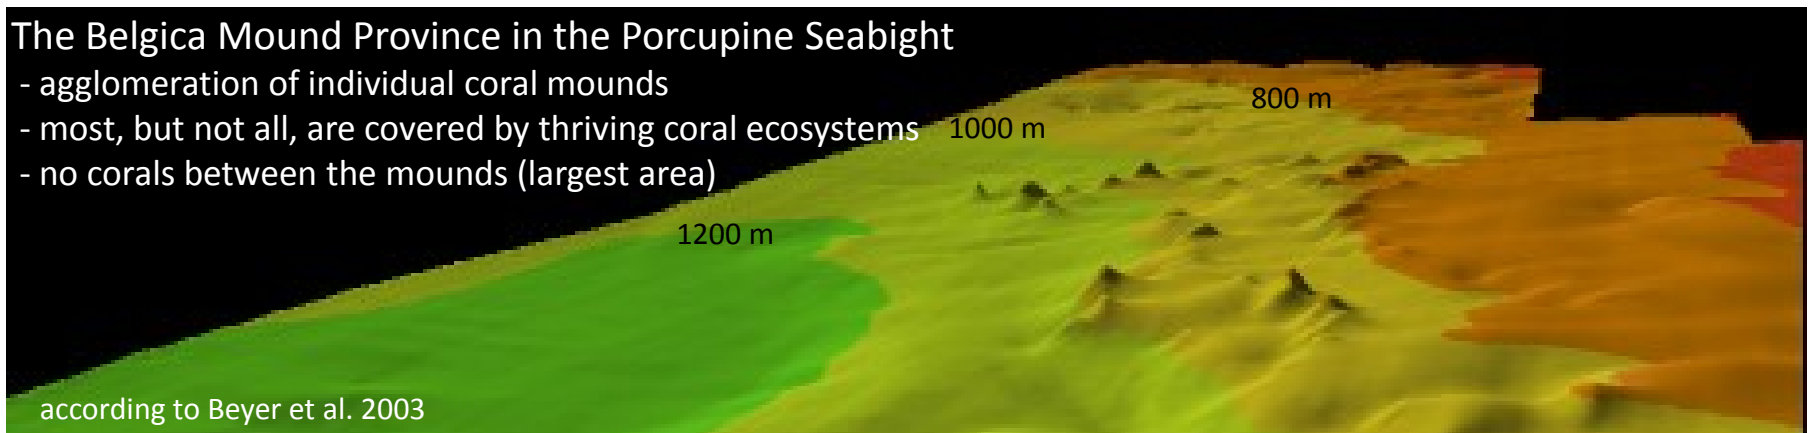 The Belgica Mound Province in the Porcupine Seabight
- agglomeration of individual coral mounds
- most, but not all, are covered by thriving coral ecosystems
- no corals between the mounds (largest area)
800 m
1000 m
1200 m
according to Beyer et al. 2003